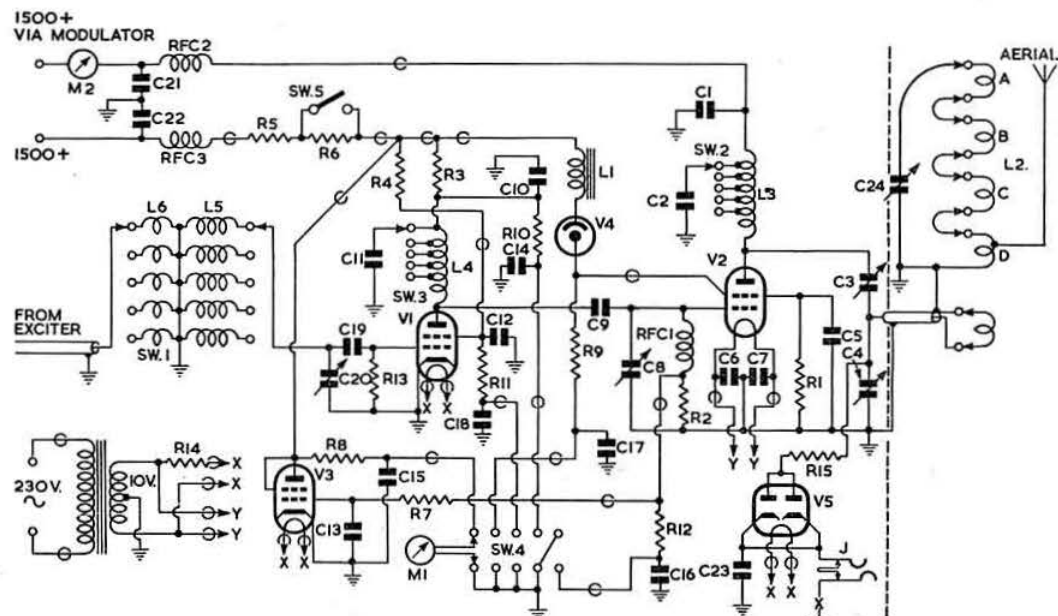 1500+
VIA MODULATOR
RFC2
M2
C21
C22
1500+
RFC3
R5
SW.5
R6
C1
SW.2
C2
L3
AERIAL
A
B
L2.
C
D
C24
R4
R3
C10
L1
R10
C14
V4
L6
L5
C11
L4
SW.3
V2
C3
FROM
EXCITER
SW.1
C19
V1
C20
R13
C12
R11
C18
X X
C9
R9
RFC1
C8
R2
C6
C7
C5
C4
R1
Y Y
C17
230V.
10V.
R14
X
X
Y
Y
V3
R8
C15
C13
X X
R7
M1
SW.4
R12
C16
R15
V5
C23
X X
J
X